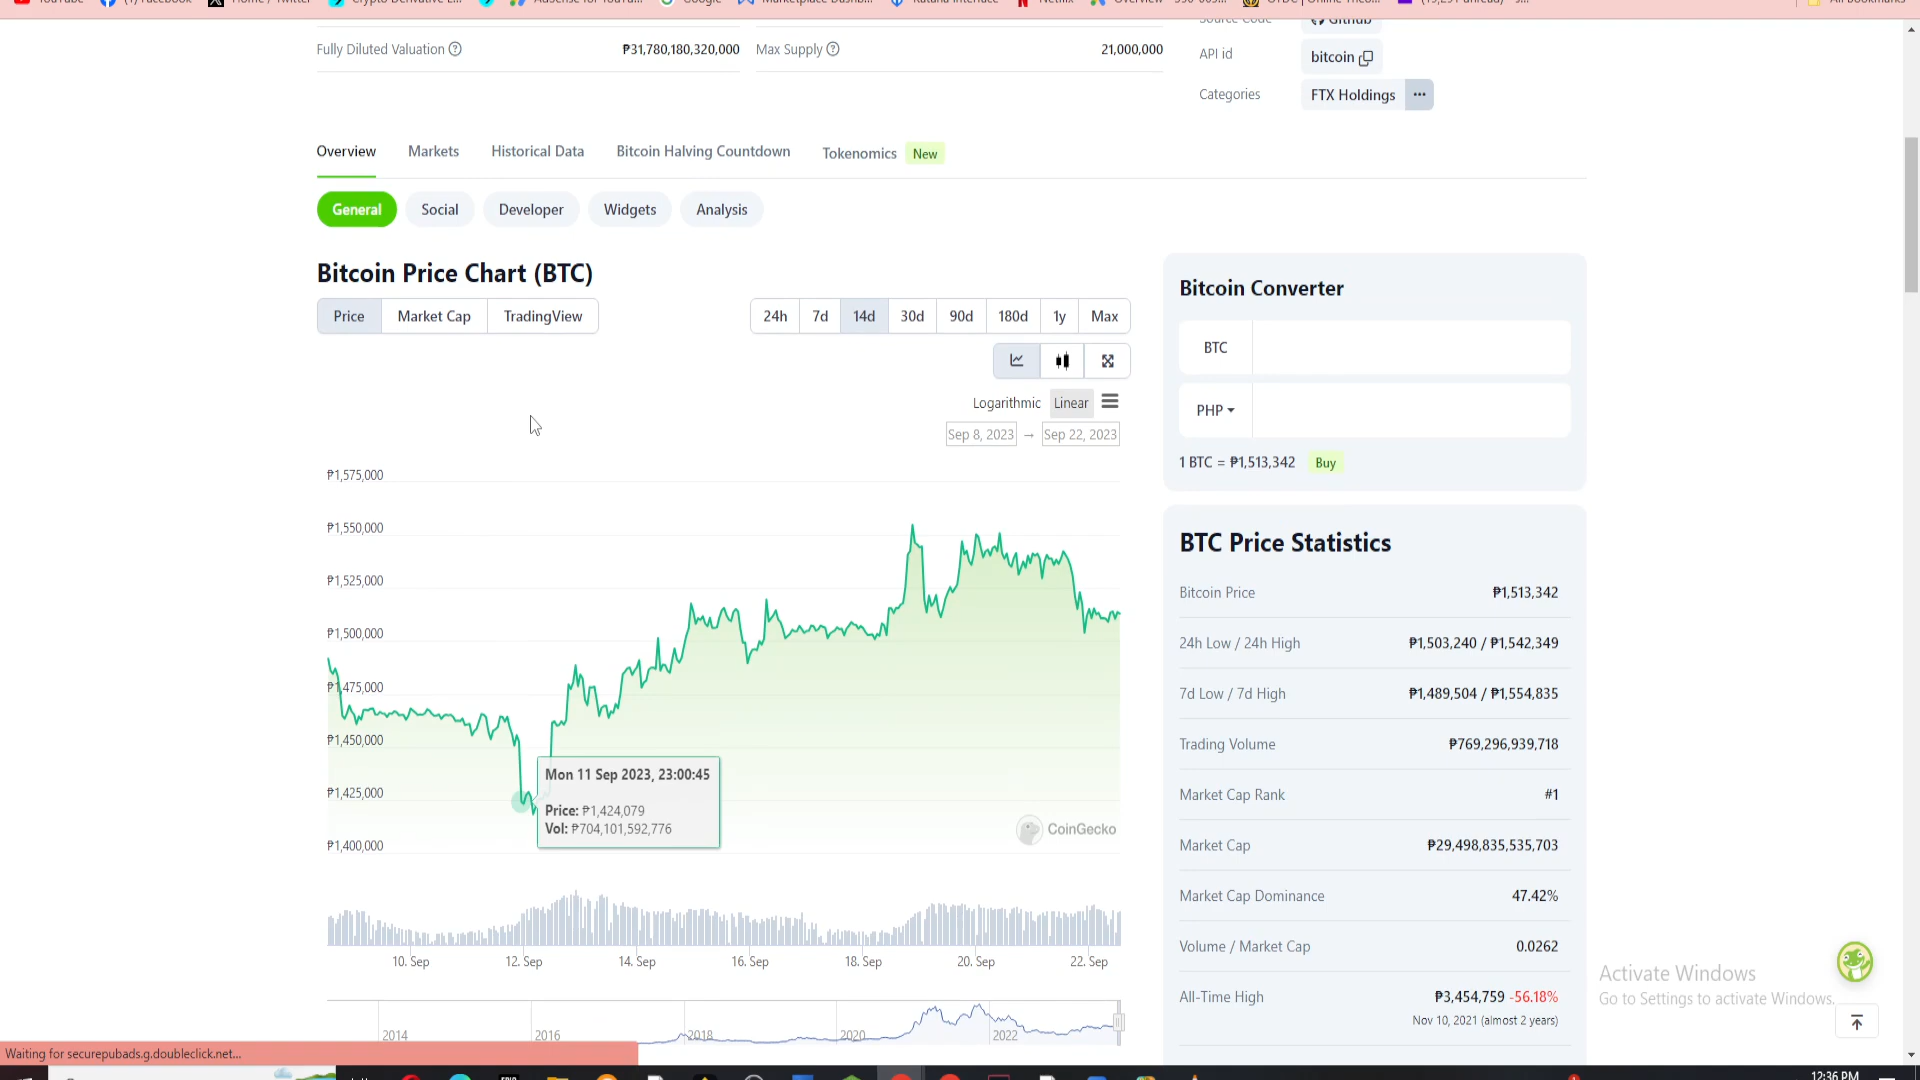 Fully Diluted Valuation ₱31,780,180,320,000 Max Supply 21,000,000
Source Code Github
API id bitcoin
Categories FTX Holdings ···
Overview Markets Historical Data Bitcoin Halving Countdown Tokenomics New
General Social Developer Widgets Analysis
Bitcoin Price Chart (BTC)
Price Market Cap TradingView 24h 7d 14d 30d 90d 180d 1y Max
Logarithmic Linear
Sep 8, 2023 → Sep 22, 2023
₱1,575,000
₱1,550,000
₱1,525,000
₱1,500,000
₱1,475,000
₱1,450,000
₱1,425,000
₱1,400,000
Mon 11 Sep 2023, 23:00:45
Price: ₱1,424,079
Vol: ₱704,101,592,776
CoinGecko
10. Sep 12. Sep 14. Sep 16. Sep 18. Sep 20. Sep 22. Sep
2014 2016 2018 2020 2022
Bitcoin Converter
BTC
PHP
1 BTC = ₱1,513,342 Buy
BTC Price Statistics
Bitcoin Price ₱1,513,342
24h Low / 24h High ₱1,503,240 / ₱1,542,349
7d Low / 7d High ₱1,489,504 / ₱1,554,835
Trading Volume ₱769,296,939,718
Market Cap Rank #1
Market Cap ₱29,498,835,535,703
Market Cap Dominance 47.42%
Volume / Market Cap 0.0262
All-Time High ₱3,454,759 -56.18%
Nov 10, 2021 (almost 2 years)
Activate Windows
Go to Settings to activate Windows.
Waiting for securepubads.g.doubleclick.net...
12:36 PM